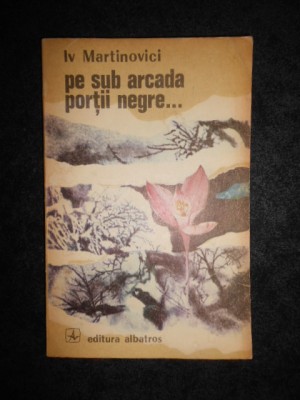 Iv Martinovici
pe sub arcada
porții negre...
editura albatros